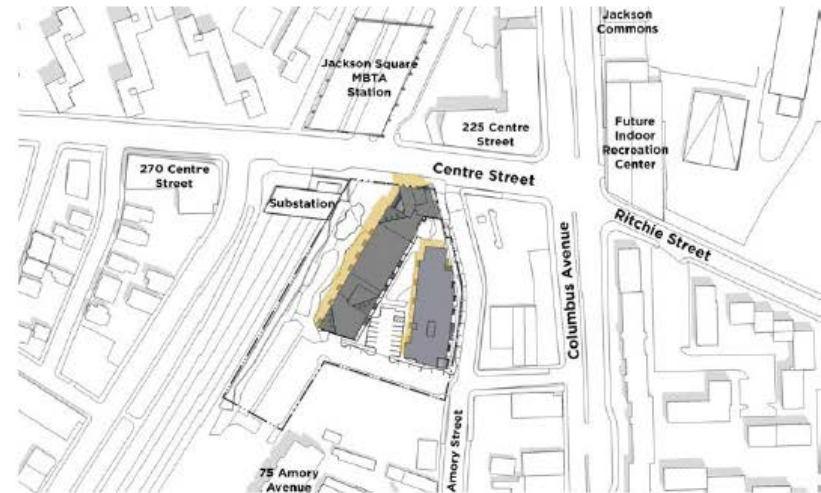 Jackson
Commons
Jackson Square
MBTA
Station
225 Centre
Street
Future
Indoor
Recreation
Center
270 Centre
Street
Centre Street
Substation
Ritchie Street
Columbus Avenue
Amory Street
75 Amory
Avenue